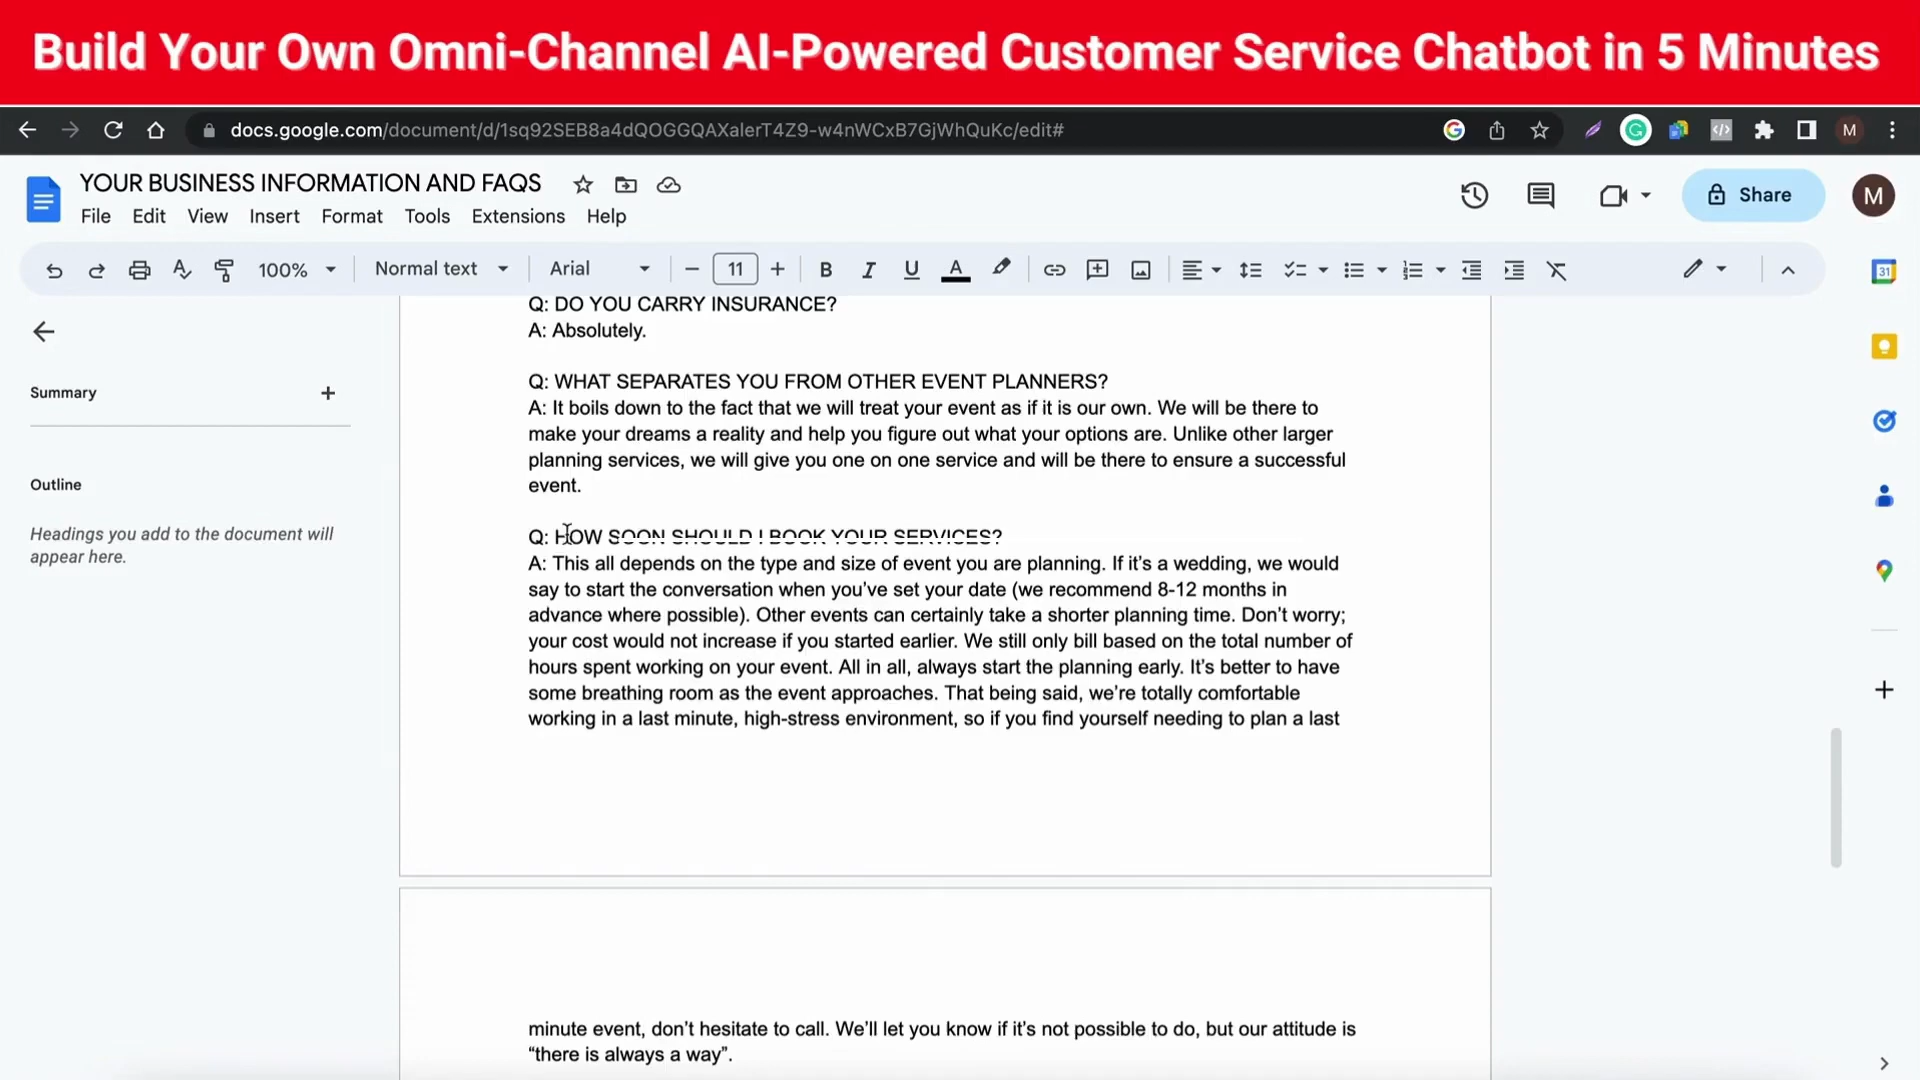 Build Your Own Omni-Channel AI-Powered Customer Service Chatbot in 5 Minutes
docs.google.com/document/d/1sq92SEB8a4dQOGGQAXalerT4Z9-w4nWCxB7GjWhQuKc/edit#
M
YOUR BUSINESS INFORMATION AND FAQS
File Edit View Insert Format Tools Extensions Help
Share
M
100% Normal text Arial 11 B I U A
31
Summary
Outline
Headings you add to the document will
appear here.
Q: DO YOU CARRY INSURANCE?
A: Absolutely.
Q: WHAT SEPARATES YOU FROM OTHER EVENT PLANNERS?
A: It boils down to the fact that we will treat your event as if it is our own. We will be there to
make your dreams a reality and help you figure out what your options are. Unlike other larger
planning services, we will give you one on one service and will be there to ensure a successful
event.
Q: HOW SOON SHOULD I BOOK YOUR SERVICES?
A: This all depends on the type and size of event you are planning. If it’s a wedding, we would
say to start the conversation when you’ve set your date (we recommend 8-12 months in
advance where possible). Other events can certainly take a shorter planning time. Don’t worry;
your cost would not increase if you started earlier. We still only bill based on the total number of
hours spent working on your event. All in all, always start the planning early. It’s better to have
some breathing room as the event approaches. That being said, we’re totally comfortable
working in a last minute, high-stress environment, so if you find yourself needing to plan a last
minute event, don’t hesitate to call. We’ll let you know if it’s not possible to do, but our attitude is
“there is always a way”.